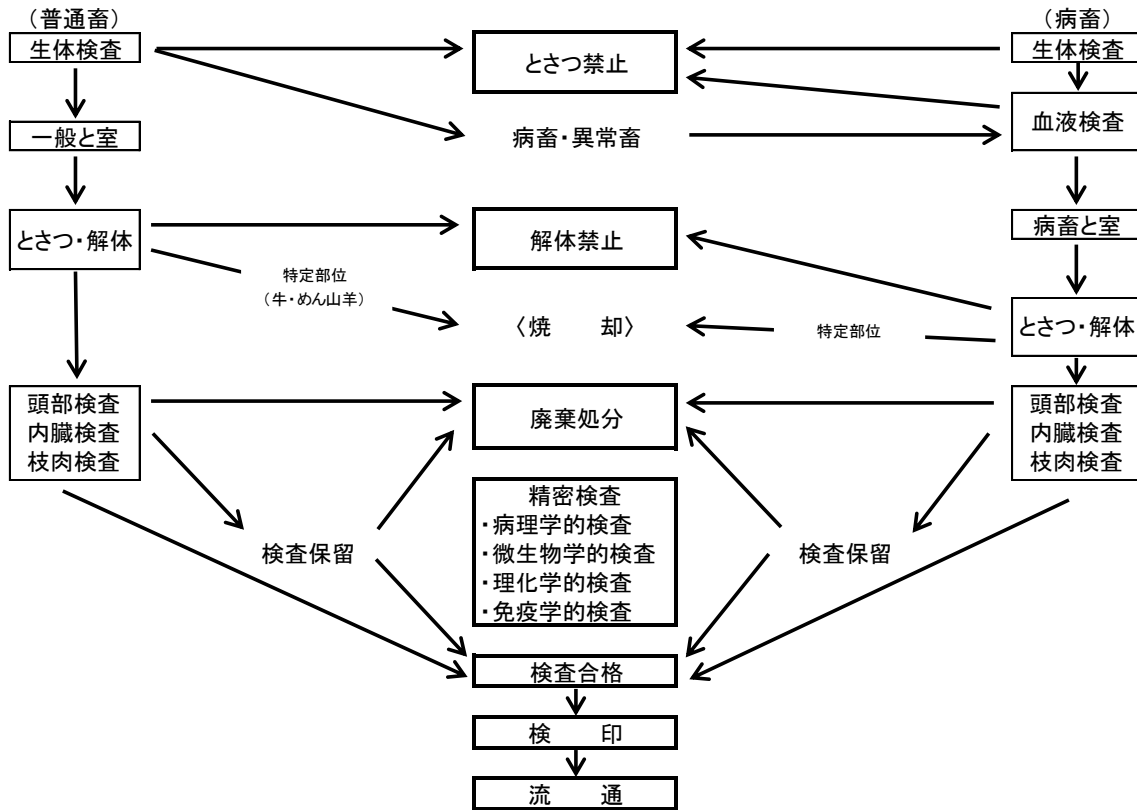 （普通畜）
生体検査
一般と室
とさつ・解体
特定部位
（牛・めん山羊）
頭部検査
内臓検査
枝肉検査
検査保留
とさつ禁止
病畜・異常畜
解体禁止
〈焼　　却〉
廃棄処分
精密検査
・病理学的検査
・微生物学的検査
・理化学的検査
・免疫学的検査
検査合格
検　　印
流　　通
（病畜）
生体検査
血液検査
病畜と室
とさつ・解体
特定部位
頭部検査
内臓検査
枝肉検査
検査保留